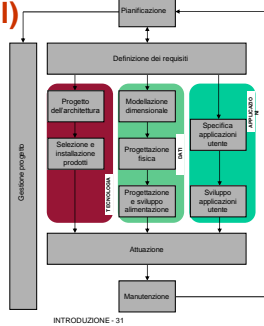 l)
Pianificazione
Definizione dei requisiti
Progetto
dell'architettura
Selezione e
installazione
prodotti
TECNOLOGIA
Modellazione
dimensionale
Progettazione
fisica
Progettazione
e sviluppo
alimentazione
DATI
Specifica
applicazioni
utente
Sviluppo
applicazioni
utente
APPLICADO
NI
Gestione progetto
Attuazione
Manutenzione
INTRODUZIONE - 31